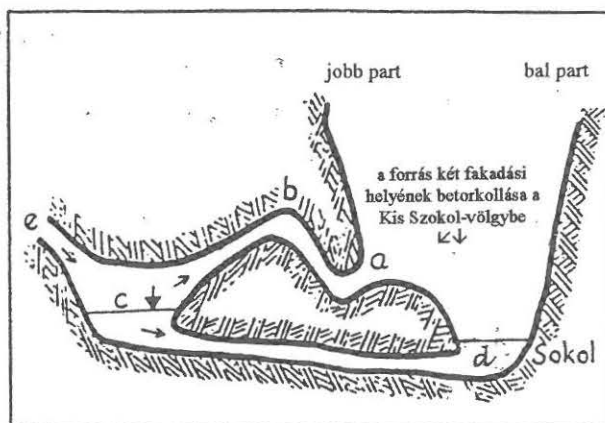 jobb part
bal part
a forrás két fakadási
helyének betorkollása a
Kis Szokol-völgybe
b
e
a
c
d
Sokol